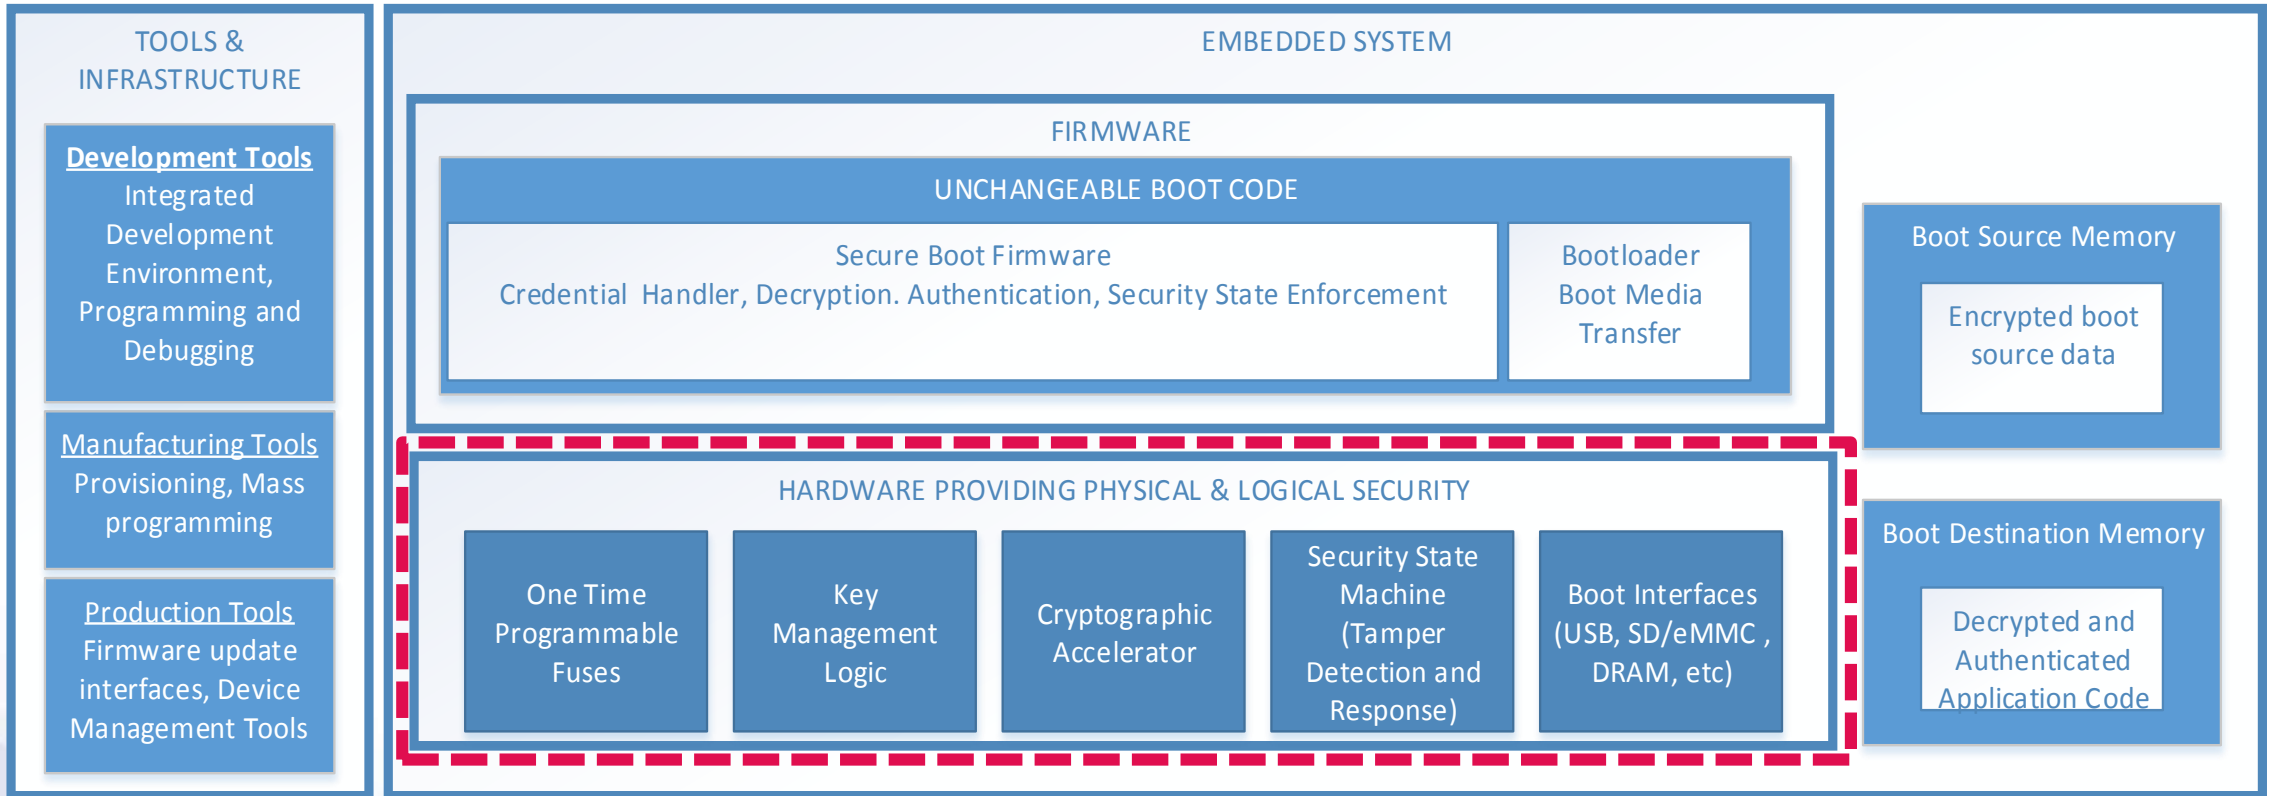 TOOLS &
INFRASTRUCTURE
Development Tools
Integrated
Development
Environment,
Programming and
Debugging
Manufacturing Tools
Provisioning, Mass
programming
Production Tools
Firmware update
interfaces, Device
Management Tools
EMBEDDED SYSTEM
FIRMWARE
UNCHANGEABLE BOOT CODE
Secure Boot Firmware
Credential Handler, Decryption. Authentication, Security State Enforcement
Bootloader
Boot Media
Transfer
HARDWARE PROVIDING PHYSICAL & LOGICAL SECURITY
One Time
Programmable
Fuses
Key
Management
Logic
Cryptographic
Accelerator
Security State
Machine
(Tamper
Detection and
Response)
Boot Interfaces
(USB, SD/eMMC ,
DRAM, etc)
Boot Source Memory
Encrypted boot
source data
Boot Destination Memory
Decrypted and
Authenticated
Application Code